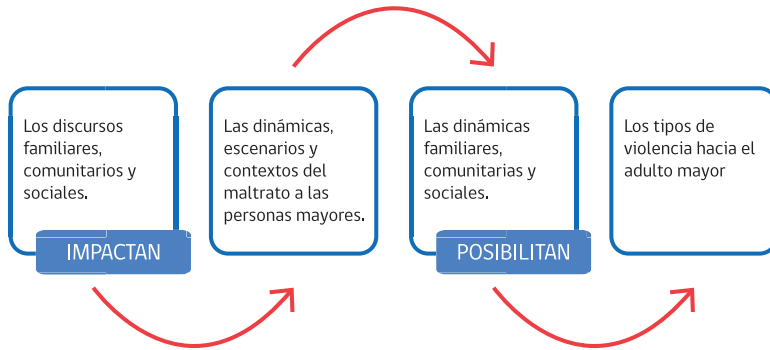 Los discursos
familiares,
comunitarios y
sociales.
IMPACTAN
Las dinámicas,
escenarios y
contextos del
maltrato a las
personas mayores.
Las dinámicas
familiares,
comunitarias y
sociales.
POSIBILITAN
Los tipos de
violencia hacia el
adulto mayor